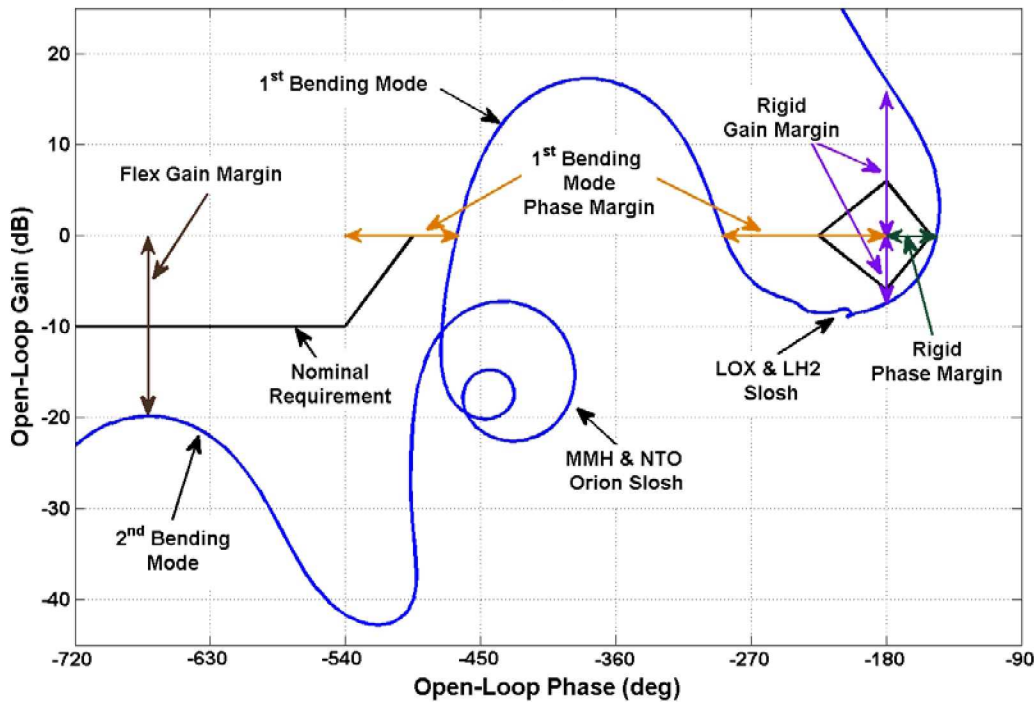 20
10
0
-10
-20
-30
-40
Open-Loop Gain (dB)
1st Bending Mode
Flex Gain Margin
1st Bending
Mode
Phase Margin
Rigid
Gain Margin
Nominal
Requirement
LOX & LH2
Slosh
Rigid
Phase Margin
MMH & NTO
Orion Slosh
2nd Bending
Mode
-720
-630
-540
-450
-360
-270
-180
-90
Open-Loop Phase (deg)